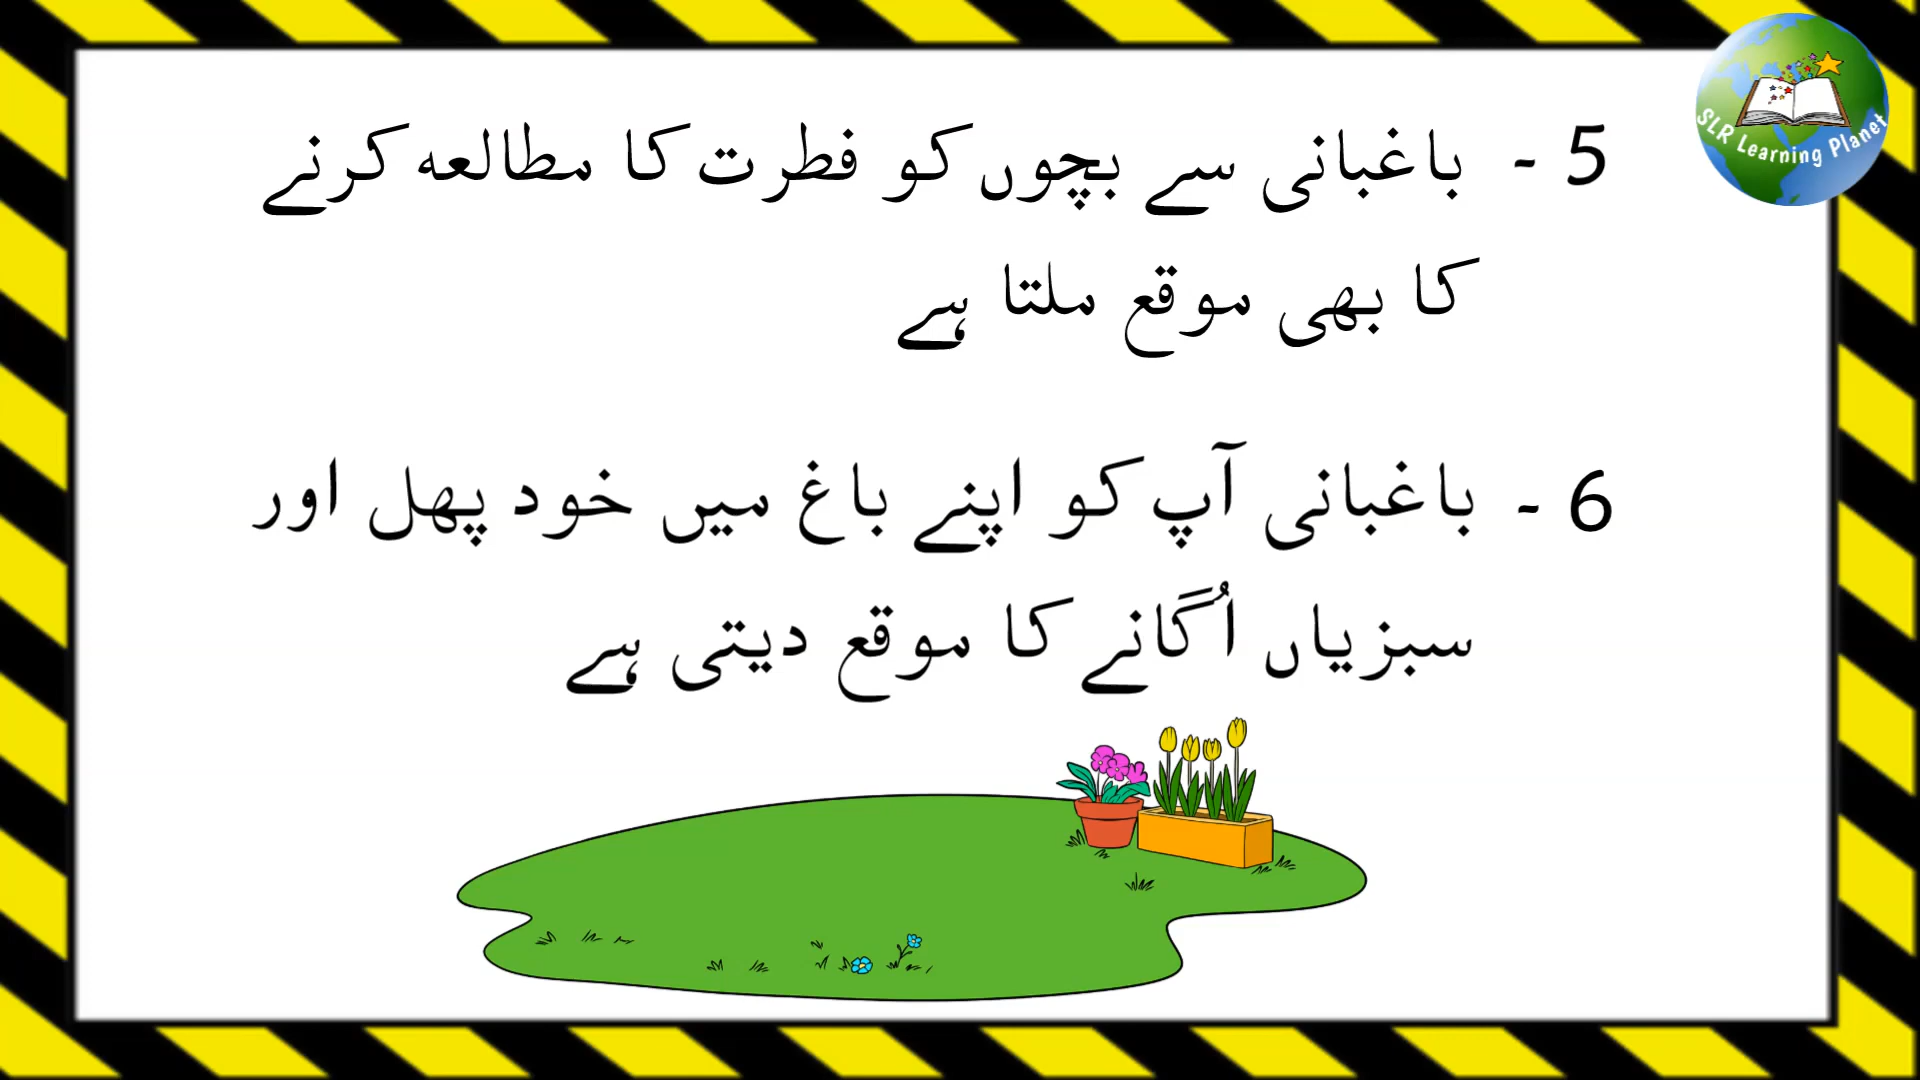 5 - باغبانی سے بچوں کو فطرت کا مطالعہ کرنے
کا بھی موقع ملتا ہے
6 - باغبانی آپ کو اپنے باغ میں خود پھل اور
سبزیاں اُگانے کا موقع دیتی ہے
SLR Learning Planet